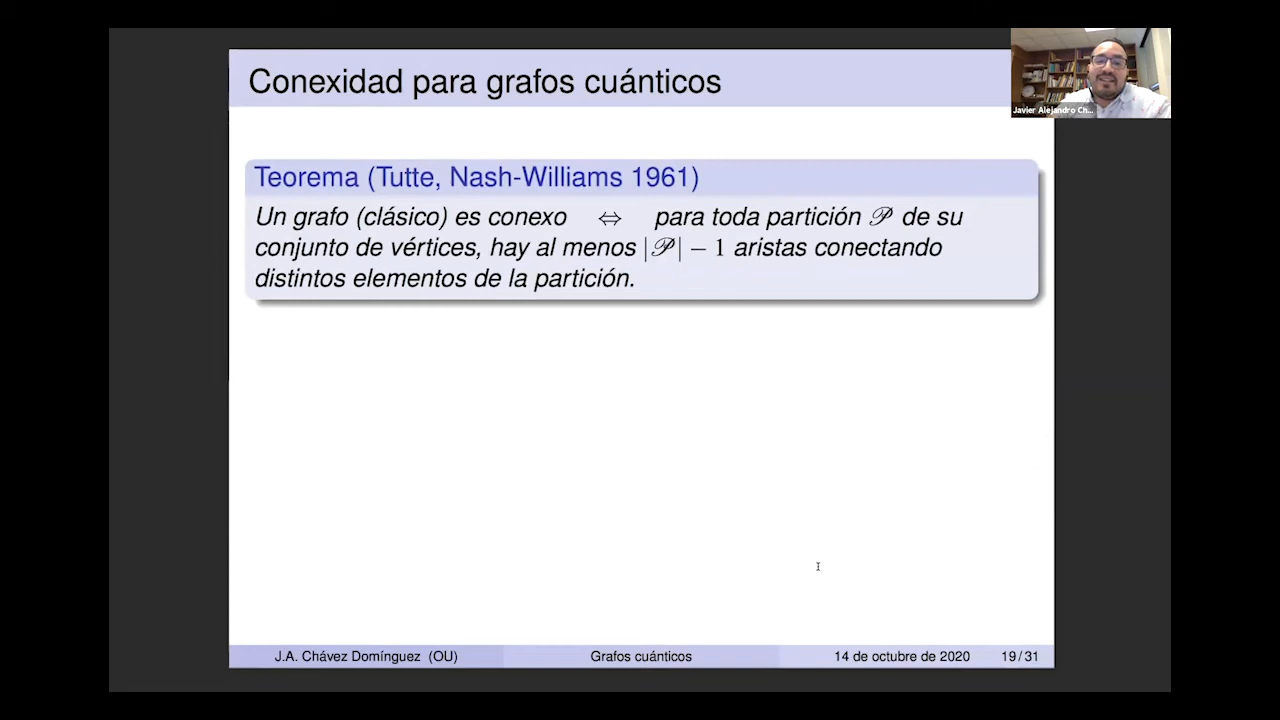 Conexidad para grafos cuánticos
Javier Alejandro Ch...
Teorema (Tutte, Nash-Williams 1961)
Un grafo (clásico) es conexo ⇔ para toda partición 𝒫 de su
conjunto de vértices, hay al menos |𝒫| − 1 aristas conectando
distintos elementos de la partición.
J.A. Chávez Domínguez (OU) Grafos cuánticos 14 de octubre de 2020 19 / 31